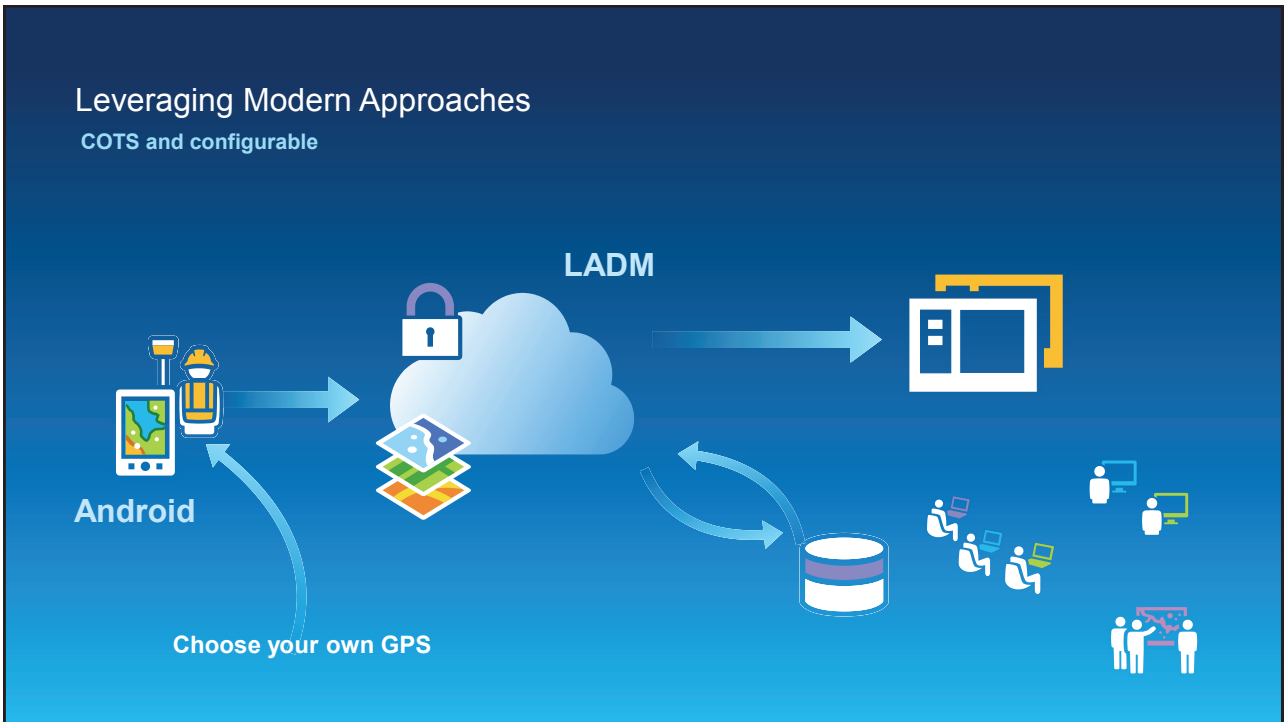 Leveraging Modern Approaches
COTS and configurable
LADM
Android
Choose your own GPS